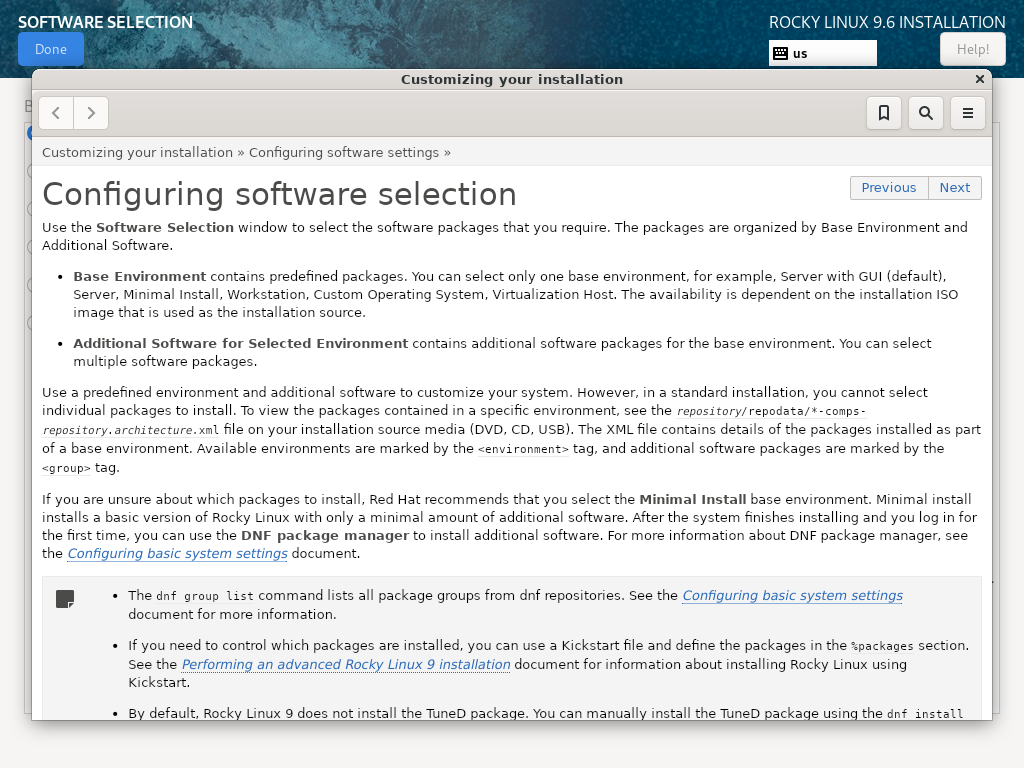 SOFTWARE SELECTION
ROCKY LINUX 9.6 INSTALLATION
Done
us
Help!
Customizing your installation
Customizing your installation » Configuring software settings »
Configuring software selection
Previous
Next
Use the Software Selection window to select the software packages that you require. The packages are organized by Base Environment and
Additional Software.
• Base Environment contains predefined packages. You can select only one base environment, for example, Server with GUI (default),
Server, Minimal Install, Workstation, Custom Operating System, Virtualization Host. The availability is dependent on the installation ISO
image that is used as the installation source.
• Additional Software for Selected Environment contains additional software packages for the base environment. You can select
multiple software packages.
Use a predefined environment and additional software to customize your system. However, in a standard installation, you cannot select
individual packages to install. To view the packages contained in a specific environment, see the repository/repodata/*-comps-
repository.architecture.xml file on your installation source media (DVD, CD, USB). The XML file contains details of the packages installed as part
of a base environment. Available environments are marked by the <environment> tag, and additional software packages are marked by the
<group> tag.
If you are unsure about which packages to install, Red Hat recommends that you select the Minimal Install base environment. Minimal install
installs a basic version of Rocky Linux with only a minimal amount of additional software. After the system finishes installing and you log in for
the first time, you can use the DNF package manager to install additional software. For more information about DNF package manager, see
the Configuring basic system settings document.
• The dnf group list command lists all package groups from dnf repositories. See the Configuring basic system settings
document for more information.
• If you need to control which packages are installed, you can use a Kickstart file and define the packages in the %packages section.
See the Performing an advanced Rocky Linux 9 installation document for information about installing Rocky Linux using
Kickstart.
• By default, Rocky Linux 9 does not install the TuneD package. You can manually install the TuneD package using the dnf install